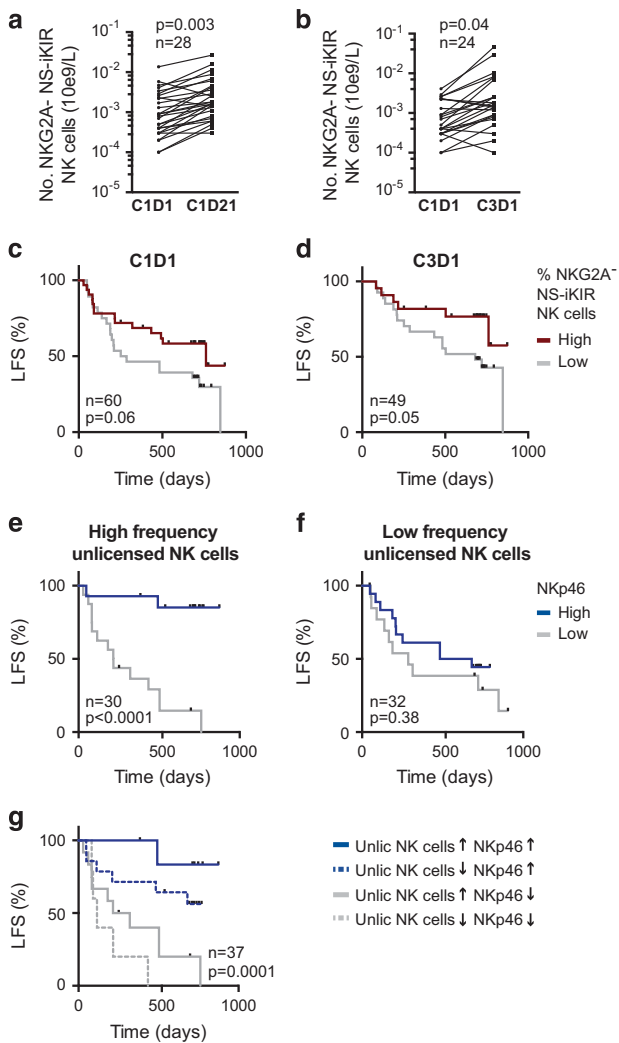 a
No. NKG2A- NS-iKIR
NK cells (10e9/L)
p=0.003
n=28
10⁻¹
10⁻²
10⁻³
10⁻⁴
10⁻⁵
C1D1 C1D21
b
No. NKG2A- NS-iKIR
NK cells (10e9/L)
p=0.04
n=24
10⁻¹
10⁻²
10⁻³
10⁻⁴
10⁻⁵
C1D1 C3D1
c
C1D1
LFS (%)
100
50
0
n=60
p=0.06
0 500 1000
Time (days)
d
C3D1
LFS (%)
100
50
0
n=49
p=0.05
0 500 1000
Time (days)
% NKG2A⁻
NS-iKIR
NK cells
High
Low
e
High frequency
unlicensed NK cells
LFS (%)
100
50
0
n=30
p<0.0001
0 500 1000
Time (days)
f
Low frequency
unlicensed NK cells
LFS (%)
100
50
0
n=32
p=0.38
0 500 1000
Time (days)
NKp46
High
Low
g
LFS (%)
100
50
0
n=37
p=0.0001
0 500 1000
Time (days)
Unlic NK cells ↑ NKp46 ↑
Unlic NK cells ↓ NKp46 ↑
Unlic NK cells ↑ NKp46 ↓
Unlic NK cells ↓ NKp46 ↓